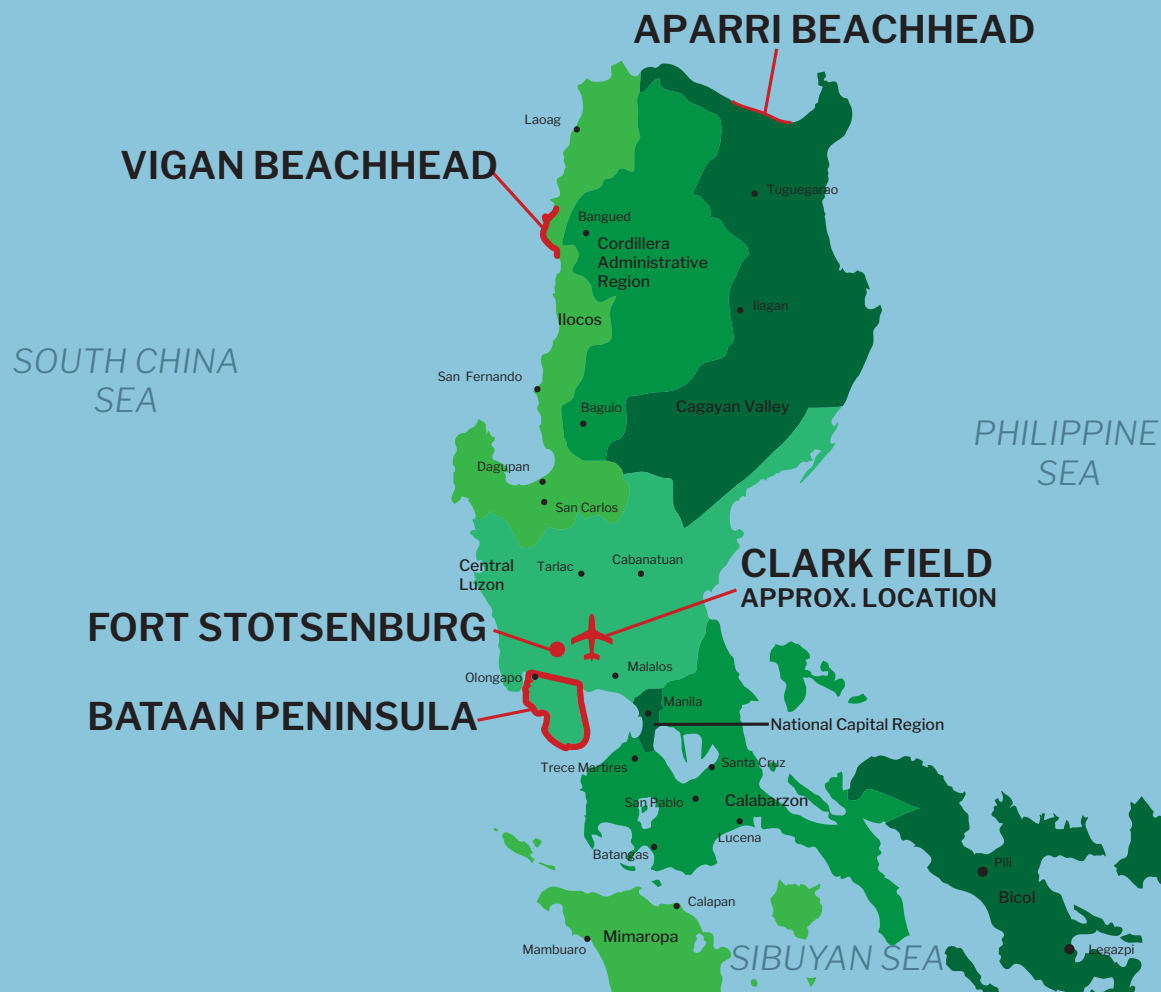 APARRI BEACHHEAD
Laoag
VIGAN BEACHHEAD
Tuguegarao
Bangued
Cordillera
Administrative
Region
Ilagan
Ilocos
SOUTH CHINA
SEA
San Fernando
Baguio
Cagayan Valley
PHILIPPINE
SEA
Dagupan
San Carlos
Central
Luzon
Tarlac
Cabanatuan
CLARK FIELD
APPROX. LOCATION
FORT STOTSENBURG
Malalos
Olongapo
BATAAN PENINSULA
Manila
National Capital Region
Trece Martires
Santa Cruz
San Pablo
Calabarzon
Lucena
Batangas
Pili
Bicol
Calapan
Mimaropa
Mambuaro
SIBUYAN SEA
Legazpi